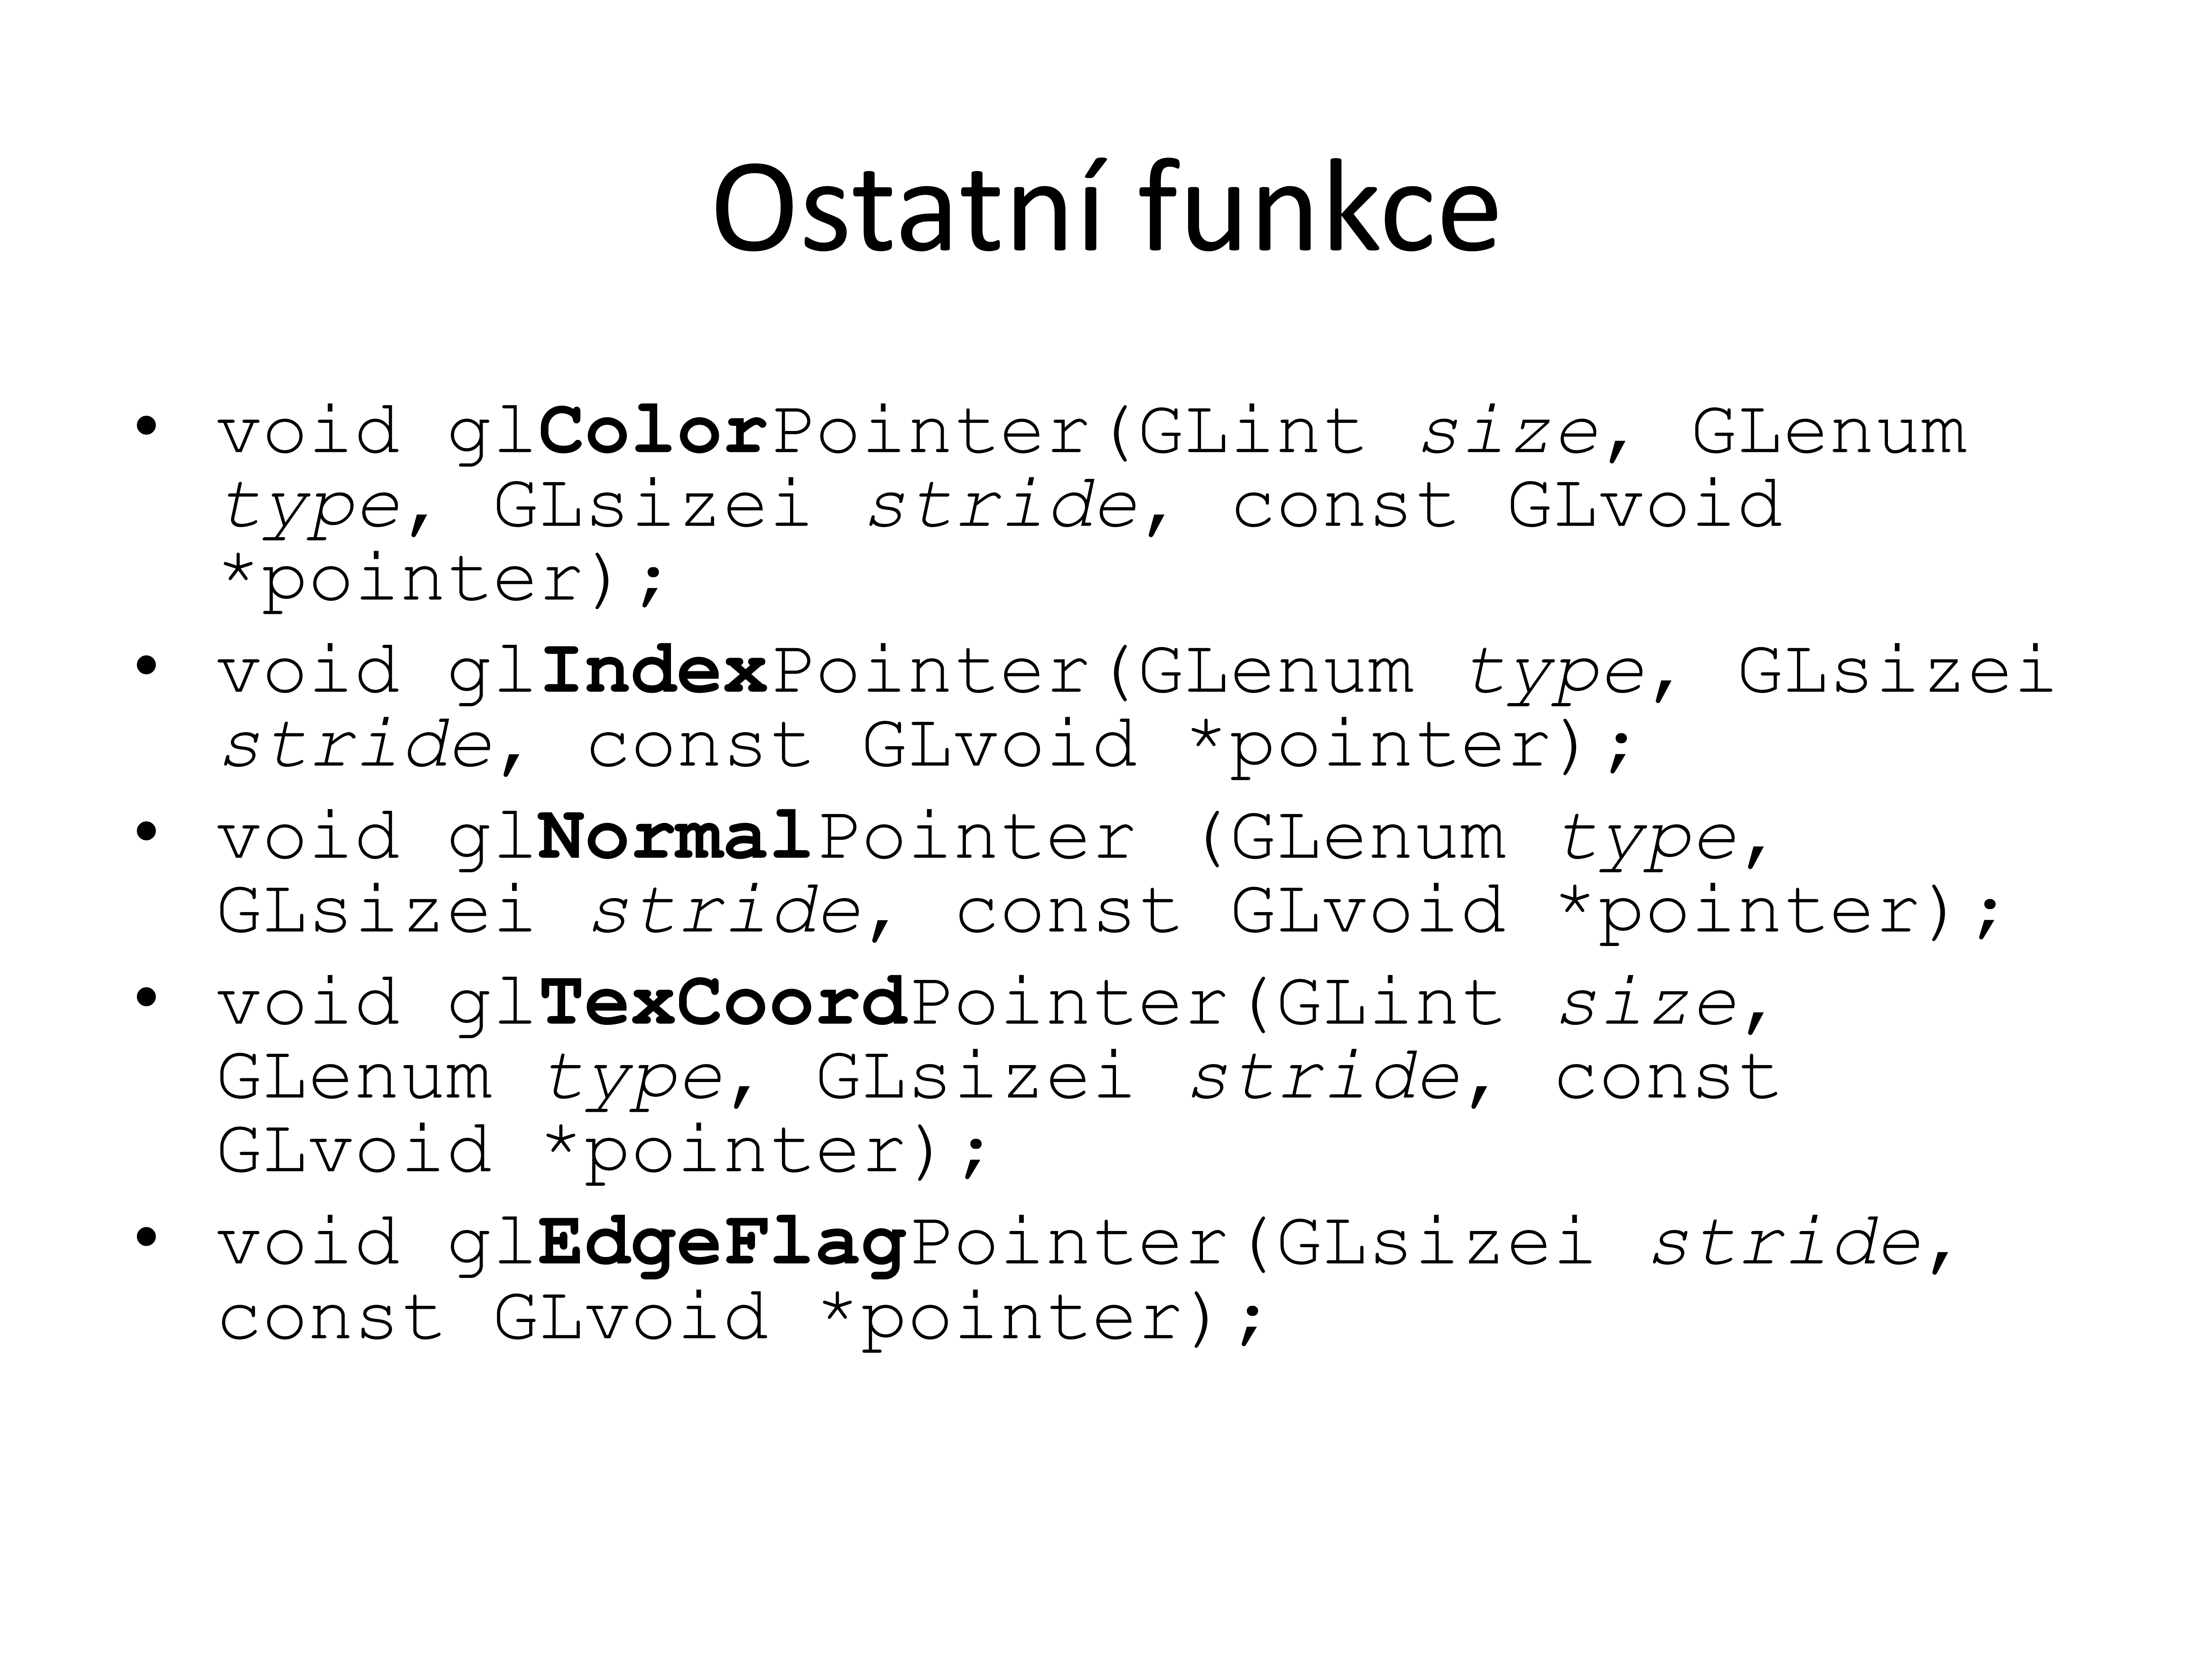 Ostatní funkce
• void glColorPointer(GLint size, GLenum
type, GLsizei stride, const GLvoid
*pointer);
• void glIndexPointer(GLenum type, GLsizei
stride, const GLvoid *pointer);
• void glNormalPointer (GLenum type,
GLsizei stride, const GLvoid *pointer);
• void glTexCoordPointer(GLint size,
GLenum type, GLsizei stride, const
GLvoid *pointer);
• void glEdgeFlagPointer(GLsizei stride,
const GLvoid *pointer);